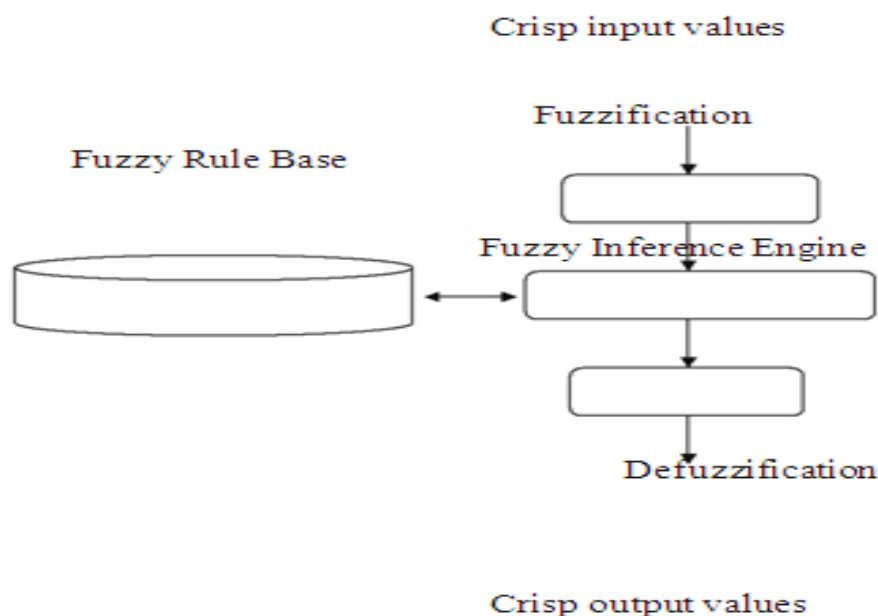 Crisp input values
Fuzzification
Fuzzy Rule Base
Fuzzy Inference Engine
Defuzzification
Crisp output values